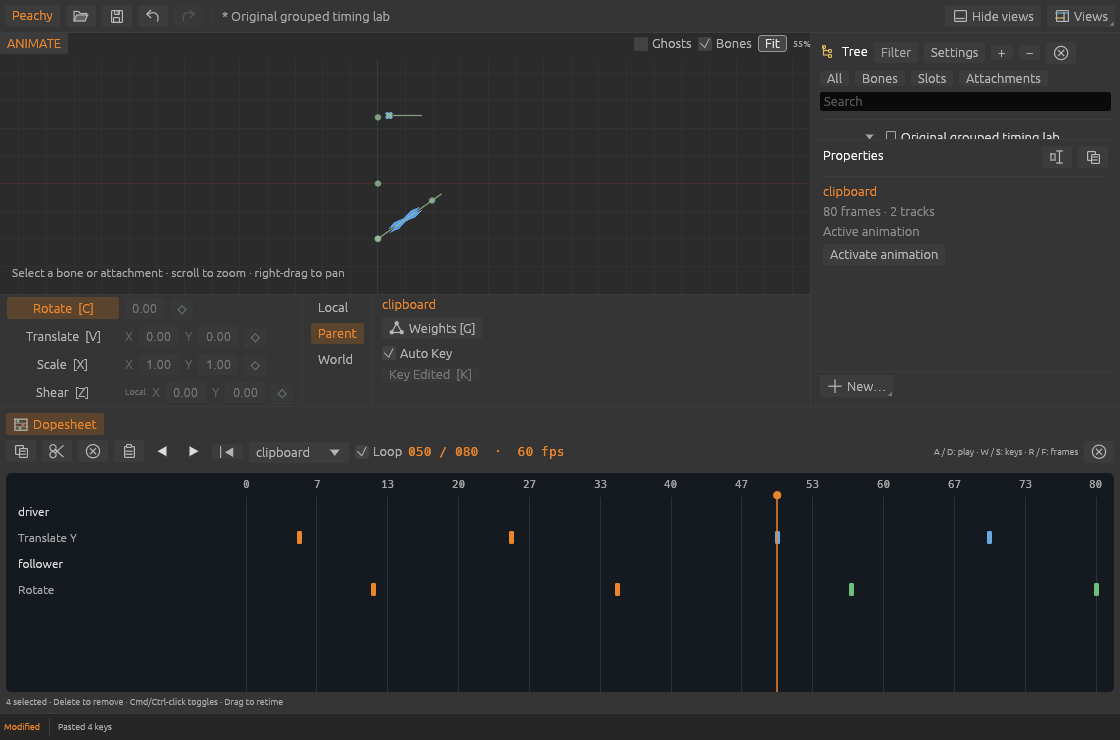 Peachy
* Original grouped timing lab
Hide views
Views
ANIMATE
Ghosts
Bones
Fit
55%
Select a bone or attachment · scroll to zoom · right-drag to pan
Tree
Filter
Settings
+
−
All
Bones
Slots
Attachments
Search
Original grouped timing lab
Properties
clipboard
80 frames · 2 tracks
Active animation
Activate animation
New...
Rotate [C]
0.00
Translate [V]
X 0.00 Y 0.00
Scale [X]
X 1.00 Y 1.00
Shear [Z]
Local X 0.00 Y 0.00
Local
Parent
World
clipboard
Weights [G]
Auto Key
Key Edited [K]
Dopesheet
clipboard
Loop
050 / 080 · 60 fps
A / D: play · W / S: keys · R / F: frames
0 7 13 20 27 33 40 47 53 60 67 73 80
driver
Translate Y
follower
Rotate
4 selected · Delete to remove · Cmd/Ctrl-click toggles · Drag to retime
Modified
Pasted 4 keys